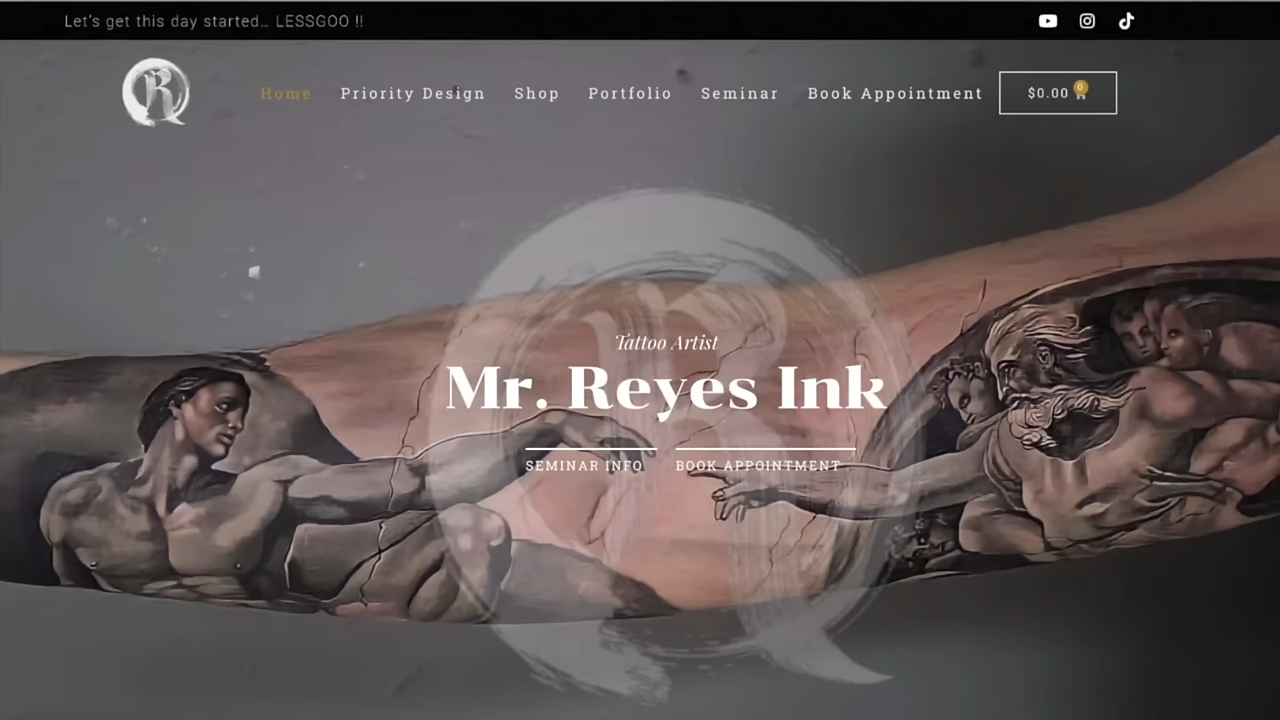 Let's get this day started… LESSGOO !!
R
Home Priority Design Shop Portfolio Seminar Book Appointment $0.00 0
Tattoo Artist
Mr. Reyes Ink
SEMINAR INFO BOOK APPOINTMENT